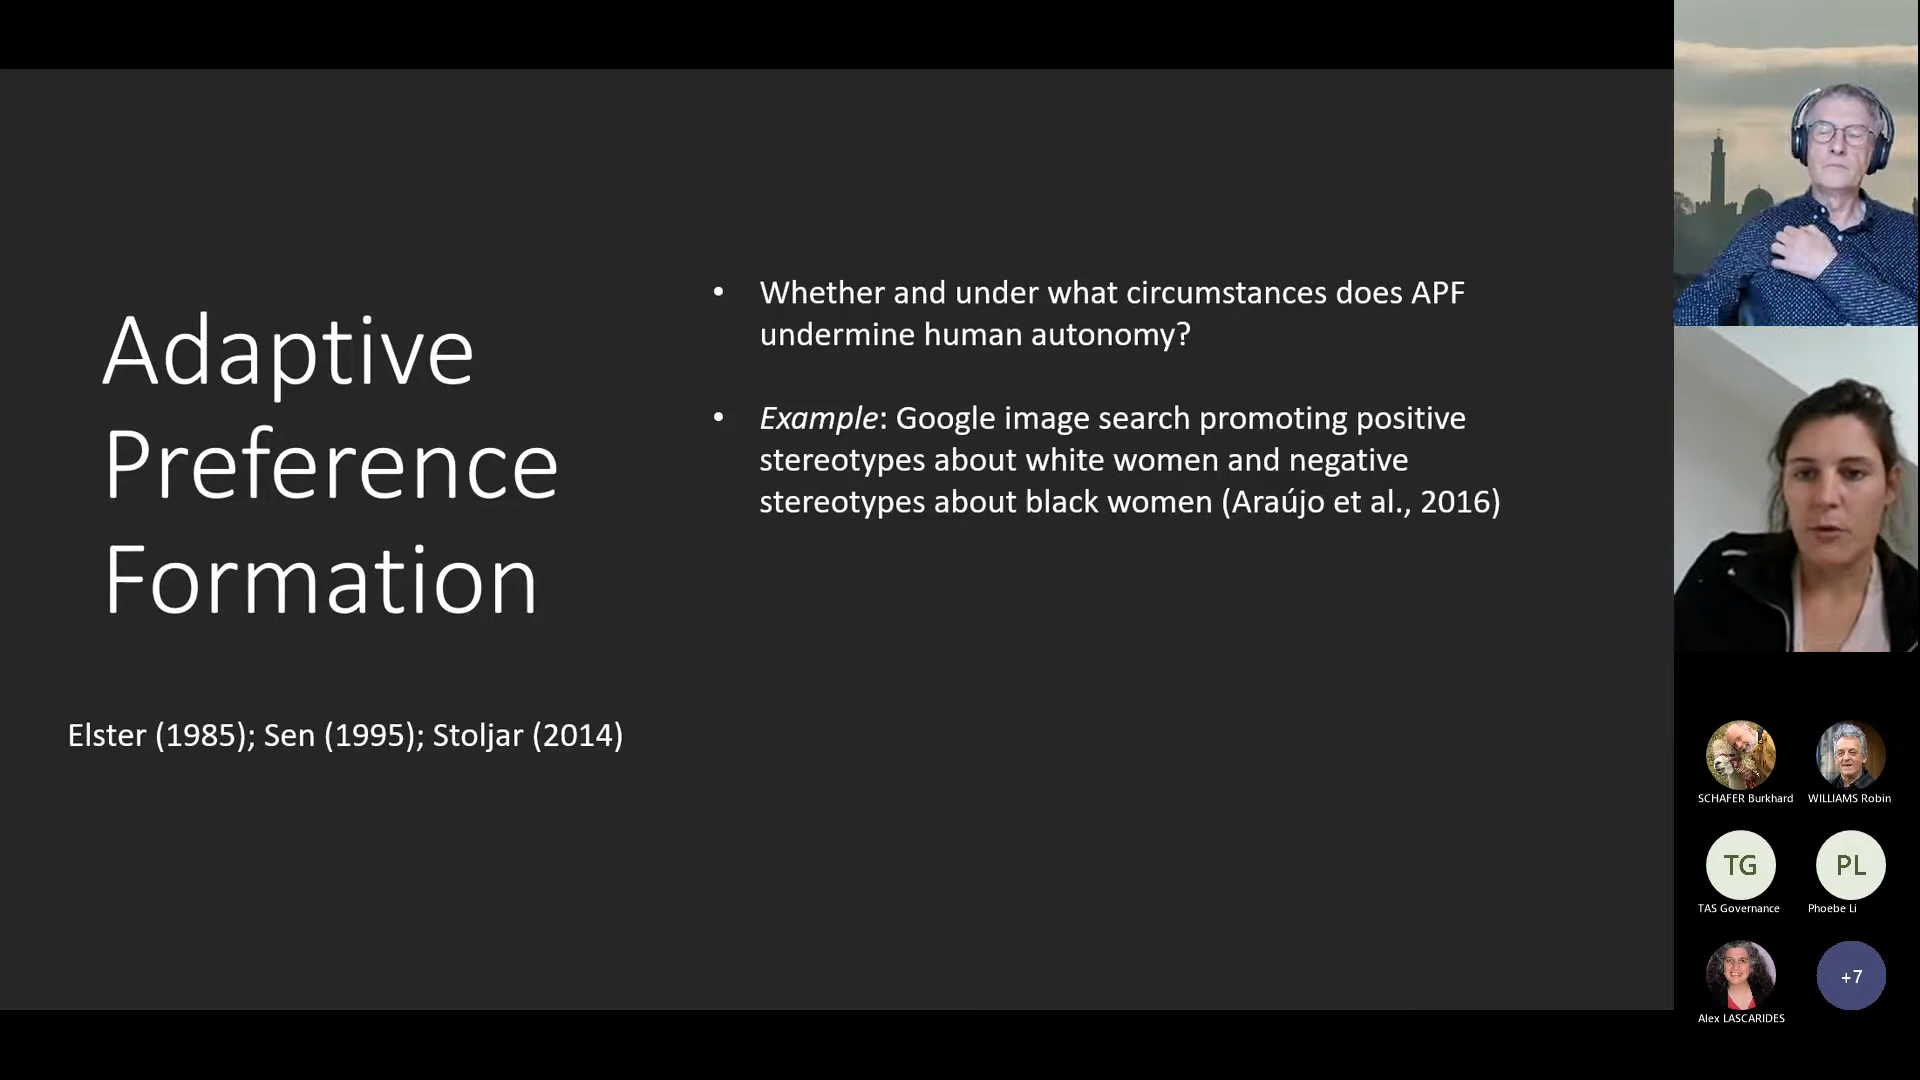 Adaptive
Preference
Formation
Elster (1985); Sen (1995); Stoljar (2014)
• Whether and under what circumstances does APF
undermine human autonomy?
• Example: Google image search promoting positive
stereotypes about white women and negative
stereotypes about black women (Araújo et al., 2016)
SCHAFER Burkhard
WILLIAMS Robin
TG
PL
TAS Governance
Phoebe Li
+7
Alex LASCARIDES